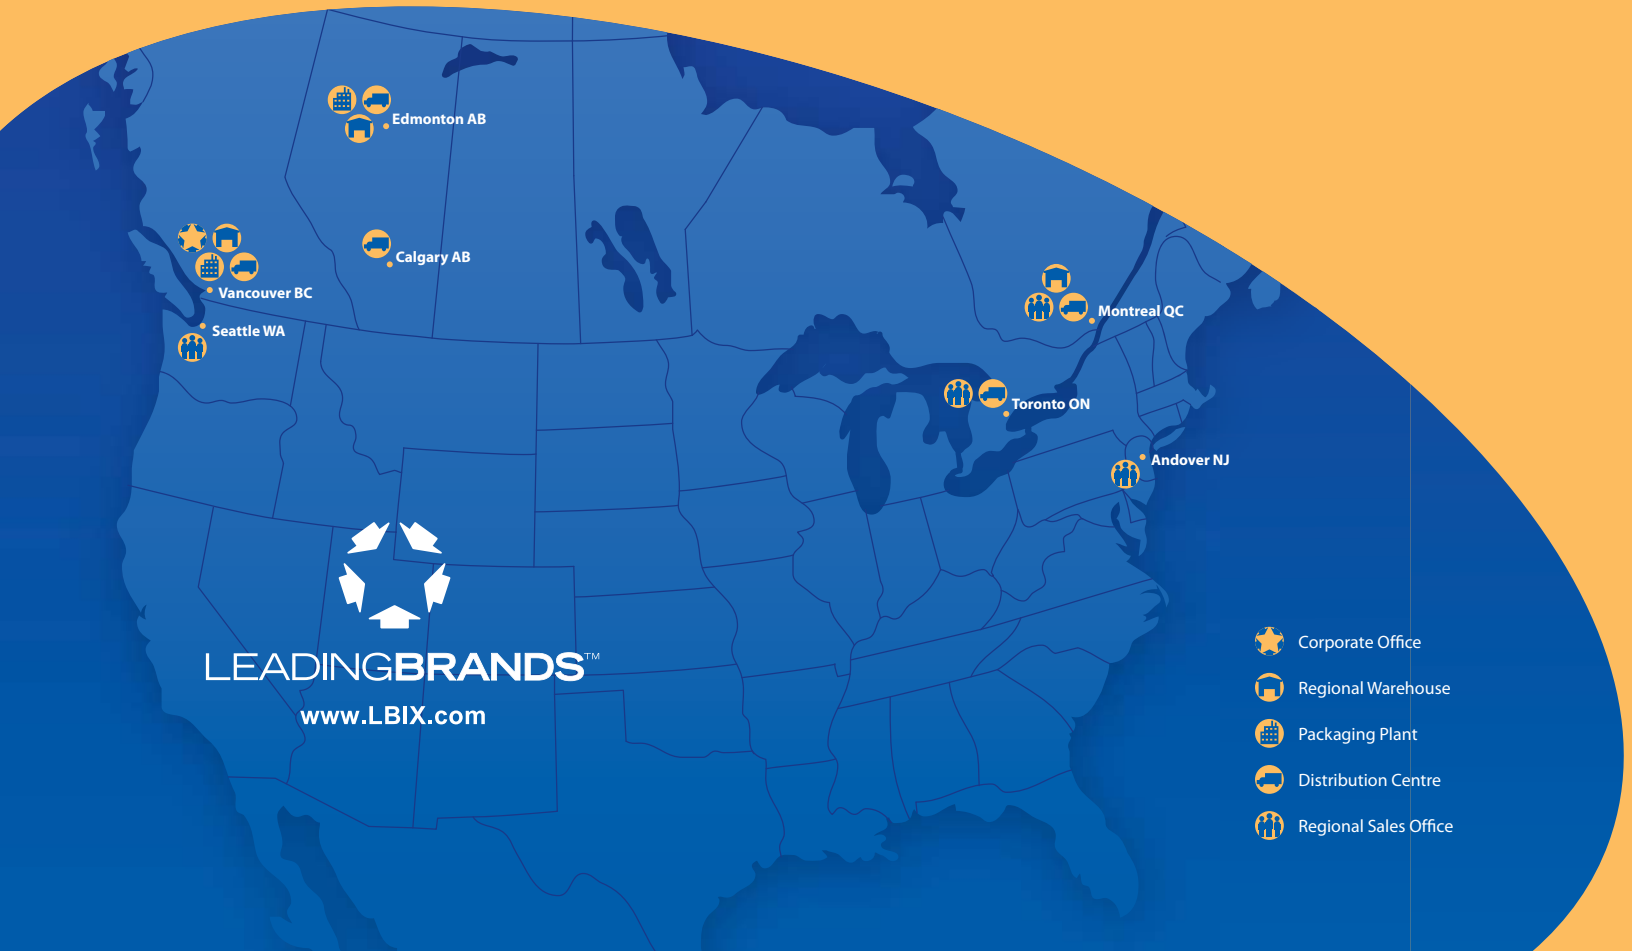 Edmonton AB
Calgary AB
Vancouver BC
Seattle WA
Montreal QC
Toronto ON
Andover NJ
LEADINGBRANDS™
www.LBIX.com
Corporate Office
Regional Warehouse
Packaging Plant
Distribution Centre
Regional Sales Office